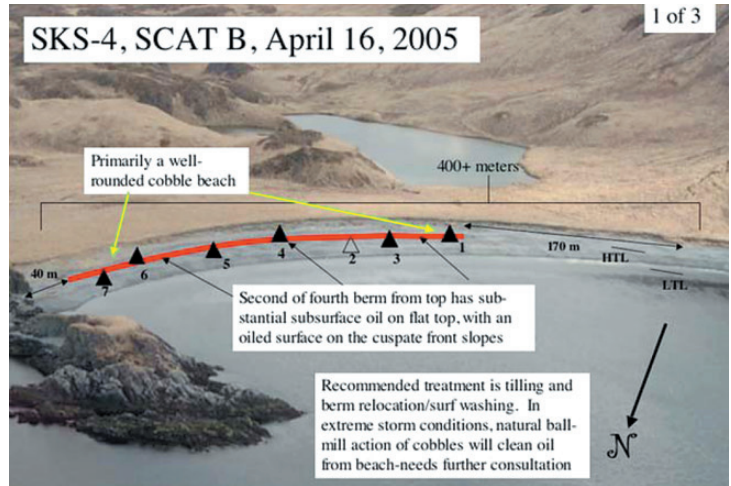 1 of 3
SKS-4, SCAT B, April 16, 2005
Primarily a well-
rounded cobble beach
400+ meters
170 m
HTL
LTL
40 m
7
6
5
4
2
3
1
Second of fourth berm from top has sub-
stantial subsurface oil on flat top, with an
oiled surface on the cuspate front slopes
Recommended treatment is tilling and
berm relocation/surf washing. In
extreme storm conditions, natural ball-
mill action of cobbles will clean oil
from beach-needs further consultation
N